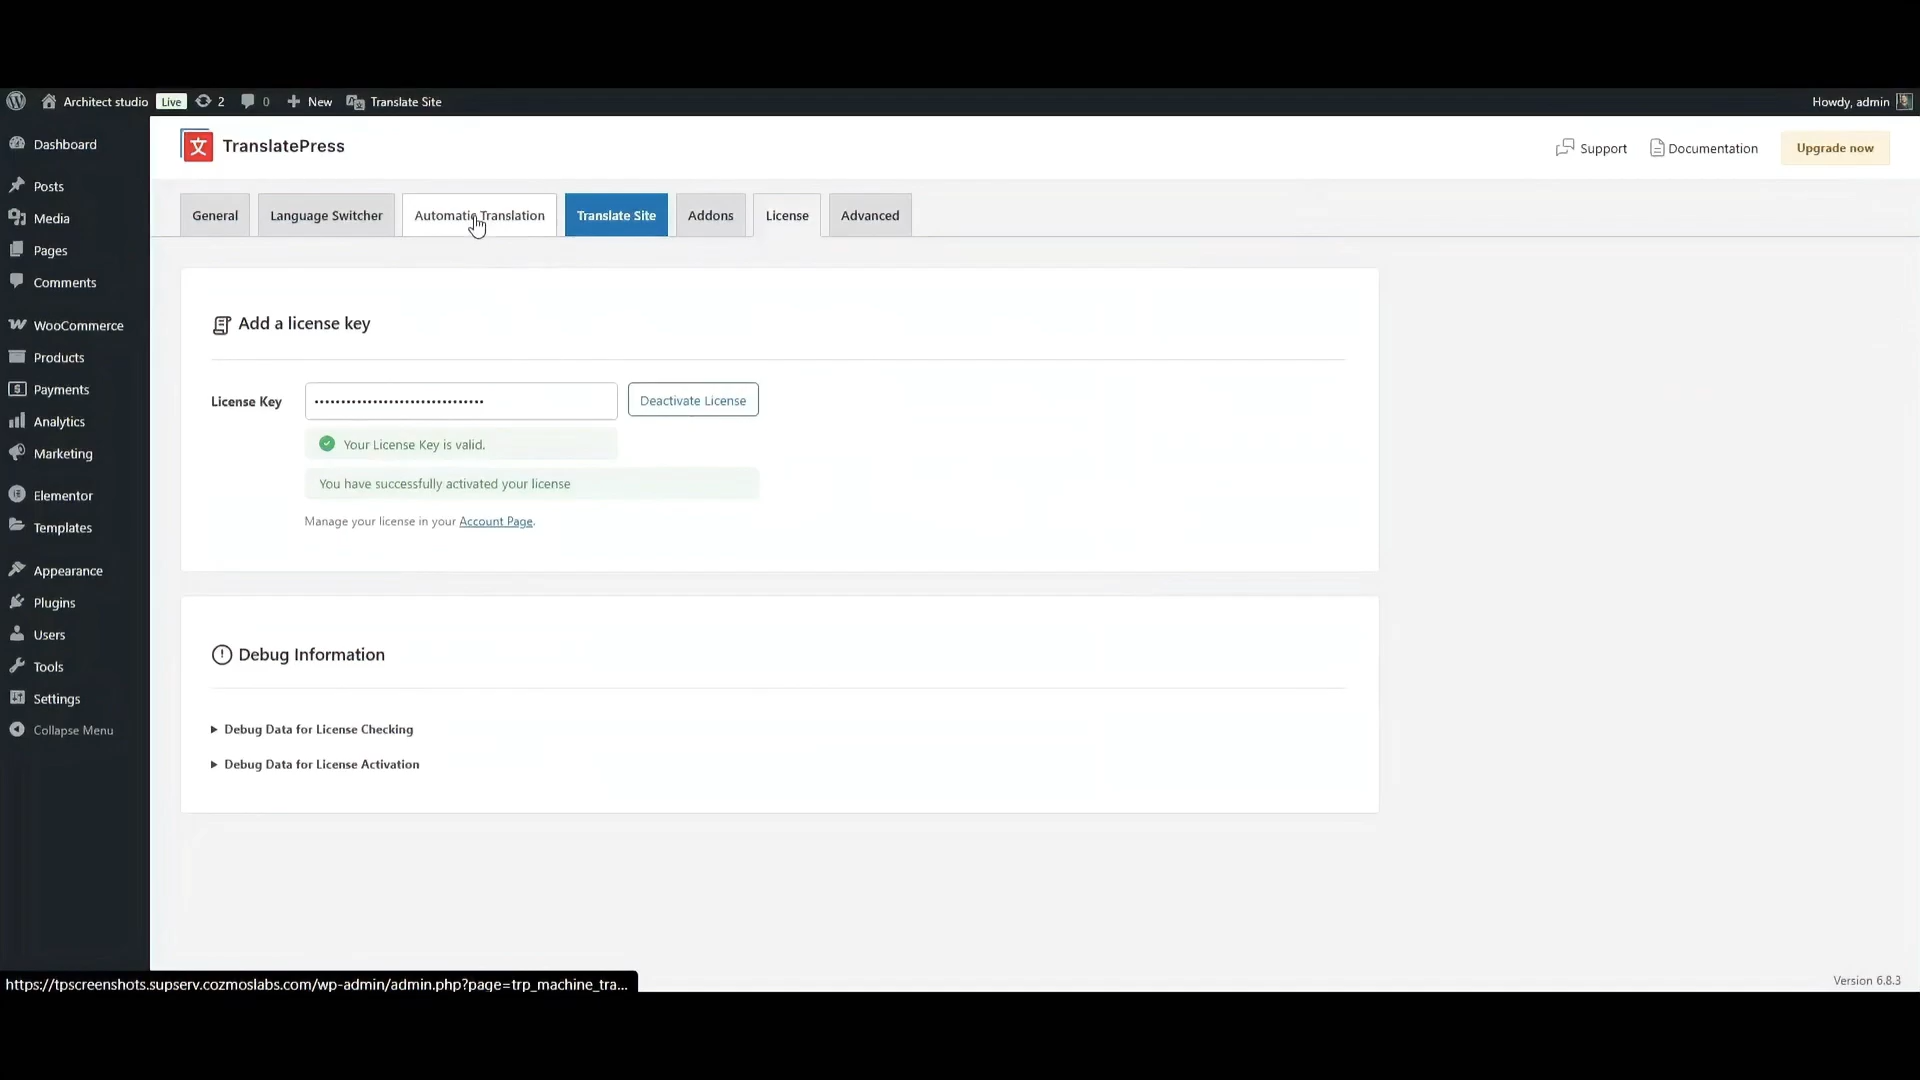 Architect studio Live 2 0 New Translate Site Howdy, admin
Dashboard
Posts
Media
Pages
Comments
WooCommerce
Products
Payments
Analytics
Marketing
Elementor
Templates
Appearance
Plugins
Users
Tools
Settings
Collapse Menu
文 TranslatePress
Support Documentation Upgrade now
General Language Switcher Automatic Translation Translate Site Addons License Advanced
Add a license key
License Key ································ Deactivate License
Your License Key is valid.
You have successfully activated your license
Manage your license in your Account Page.
Debug Information
Debug Data for License Checking
Debug Data for License Activation
Version 6.8.3
https://tpscreenshots.supserv.cozmoslabs.com/wp-admin/admin.php?page=trp_machine_tra...